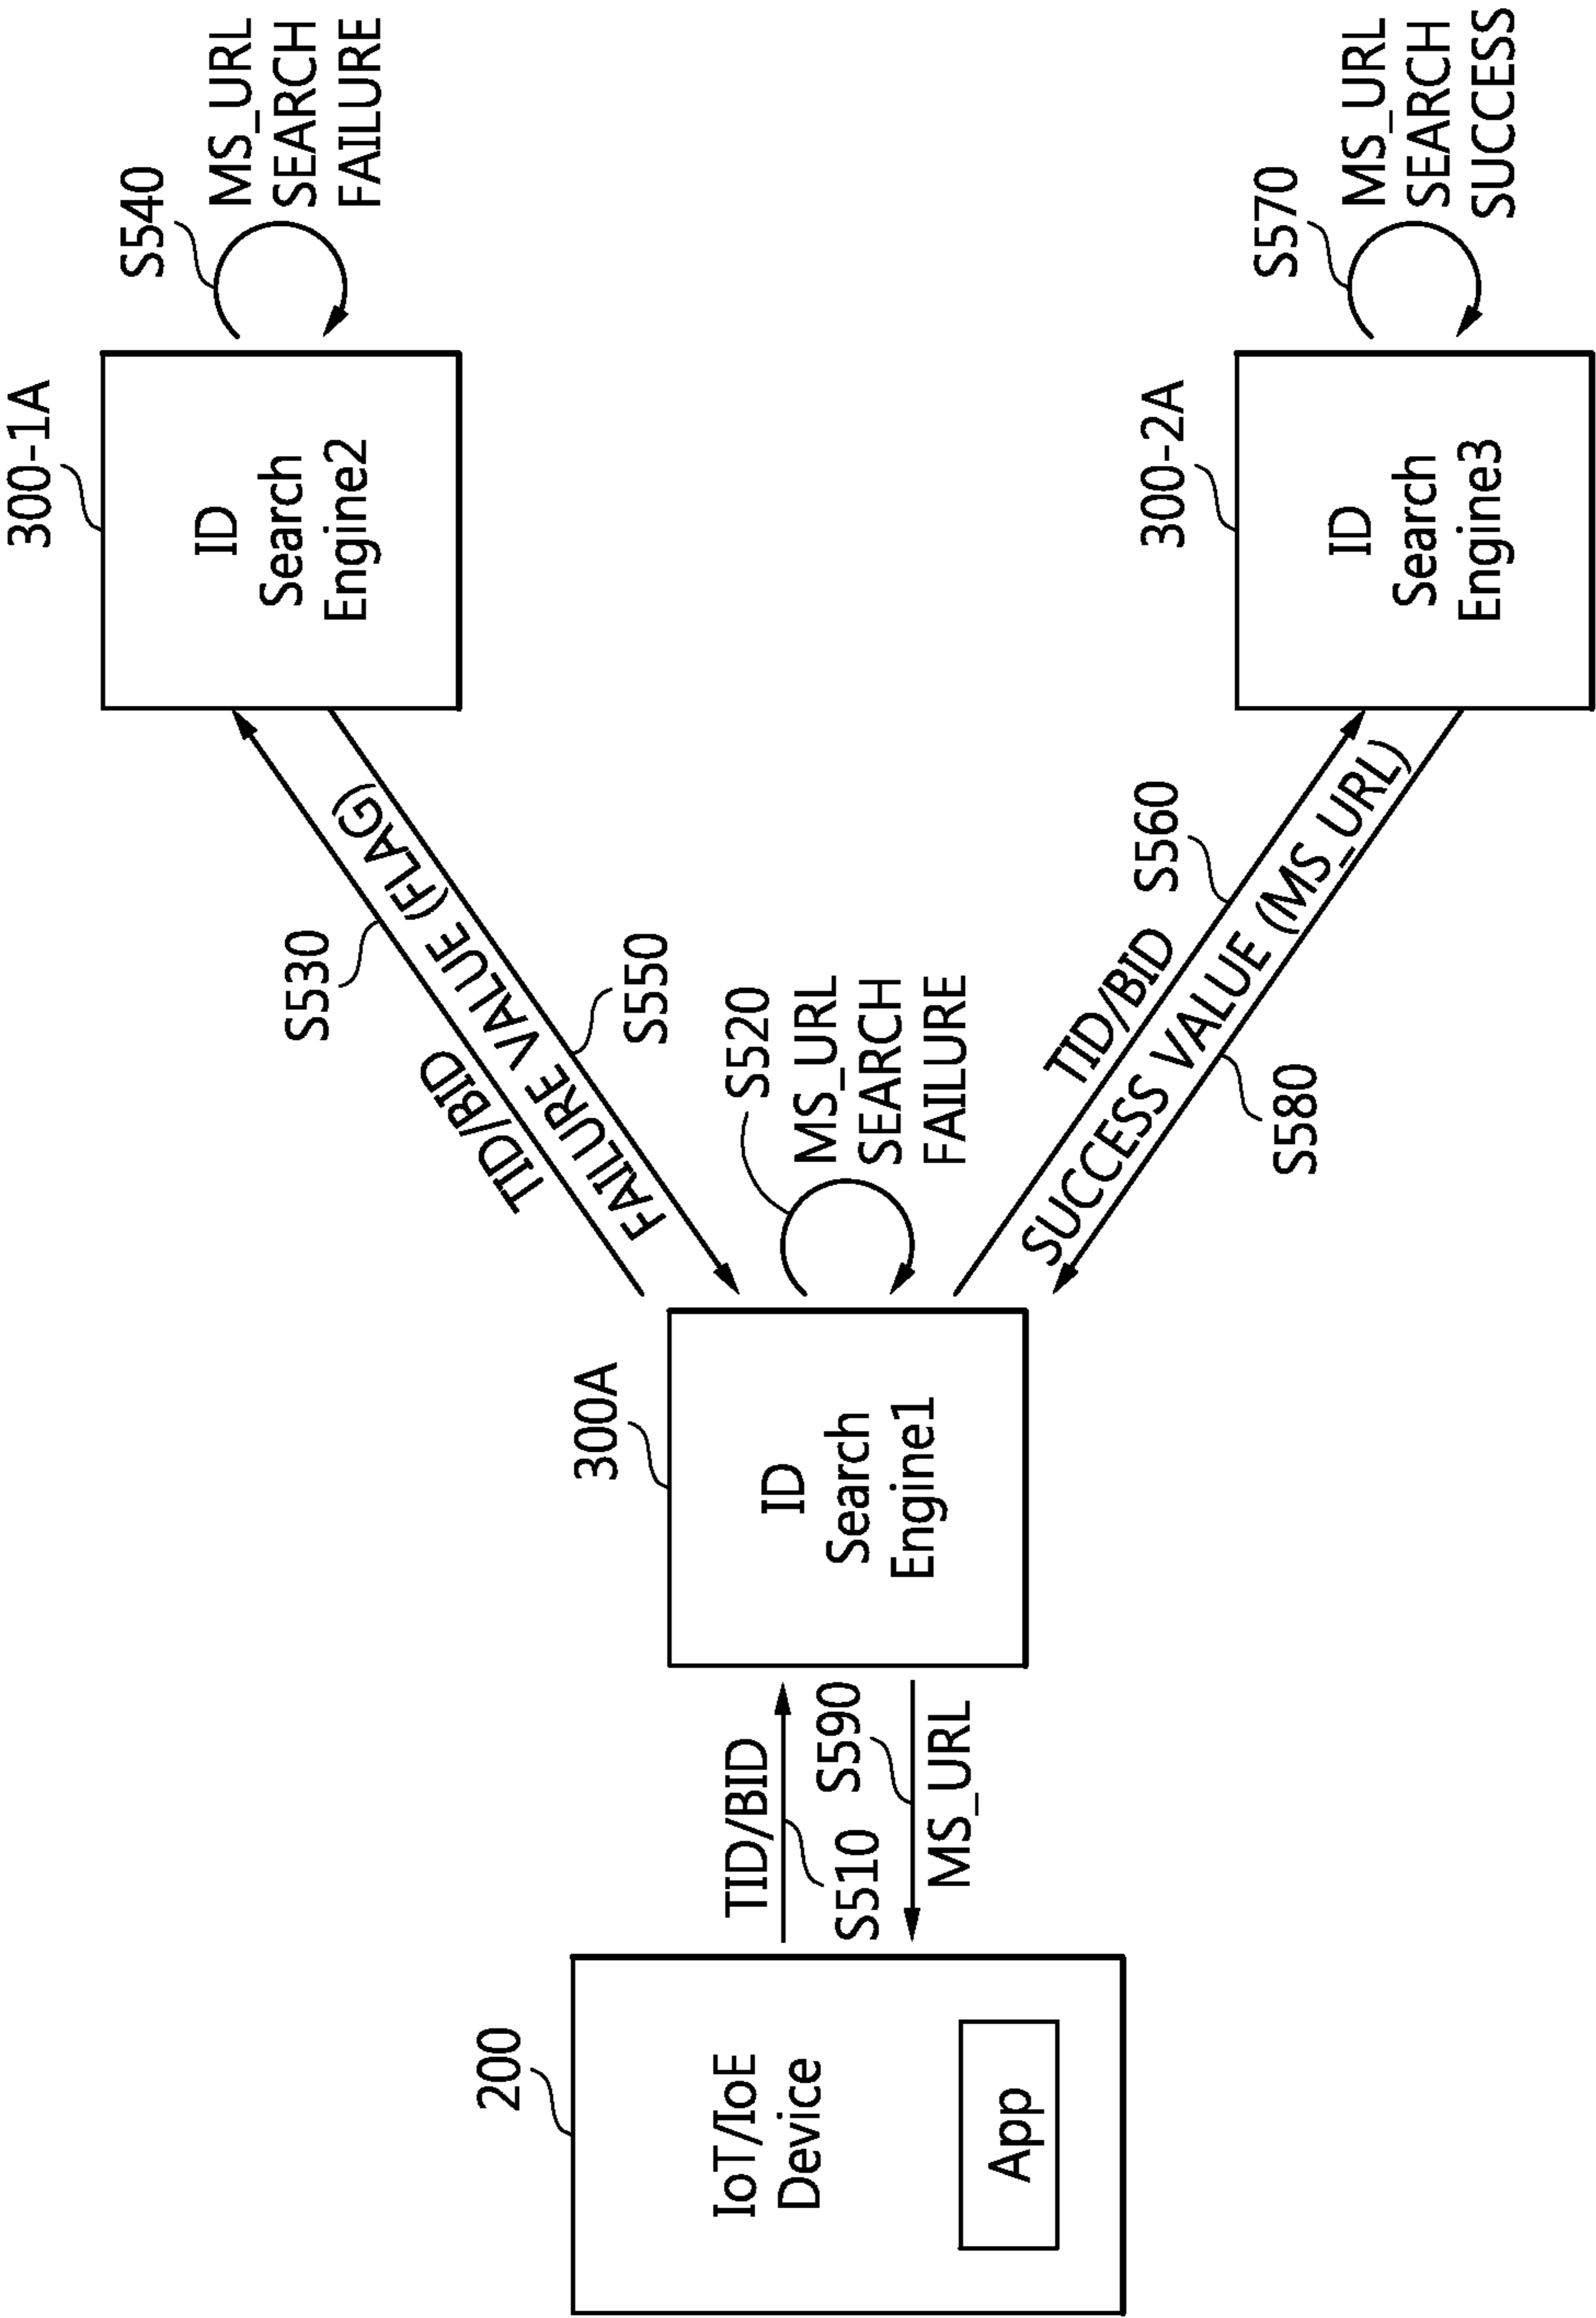 200
IoT/IoE
Device
App
TID/BID
S510
S590
MS_URL
300A
ID
Search
Engine1
S520
MS_URL
SEARCH
FAILURE
S530
TID/BID
FAILURE VALUE (FLAG)
S550
300-1A
ID
Search
Engine2
S540
MS_URL
SEARCH
FAILURE
S560
TID/BID
SUCCESS VALUE (MS_URL)
S580
300-2A
ID
Search
Engine3
S570
MS_URL
SEARCH
SUCCESS